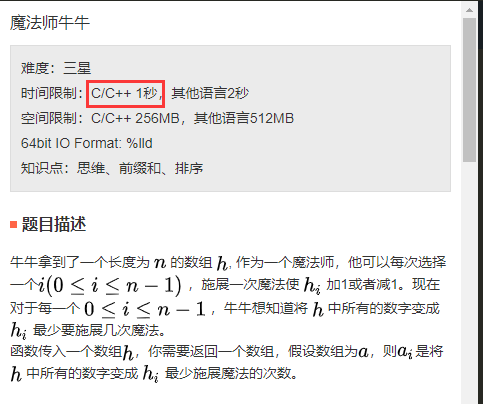 魔法师牛牛
难度：三星
时间限制：C/C++ 1秒，其他语言2秒
空间限制：C/C++ 256MB，其他语言512MB
64bit IO Format: %lld
知识点：思维、前缀和、排序
题目描述
牛牛拿到了一个长度为 n 的数组 h, 作为一个魔法师，他可以每次选择
一个i(0 ≤ i ≤ n − 1) ，施展一次魔法使 hᵢ 加1或者减1。现在
对于每一个 0 ≤ i ≤ n − 1 ，牛牛想知道将 h 中所有的数字变成
hᵢ 最少要施展几次魔法。
函数传入一个数组h，你需要返回一个数组，假设数组为a，则aᵢ是将
h 中所有的数字变成 hᵢ 最少施展魔法的次数。